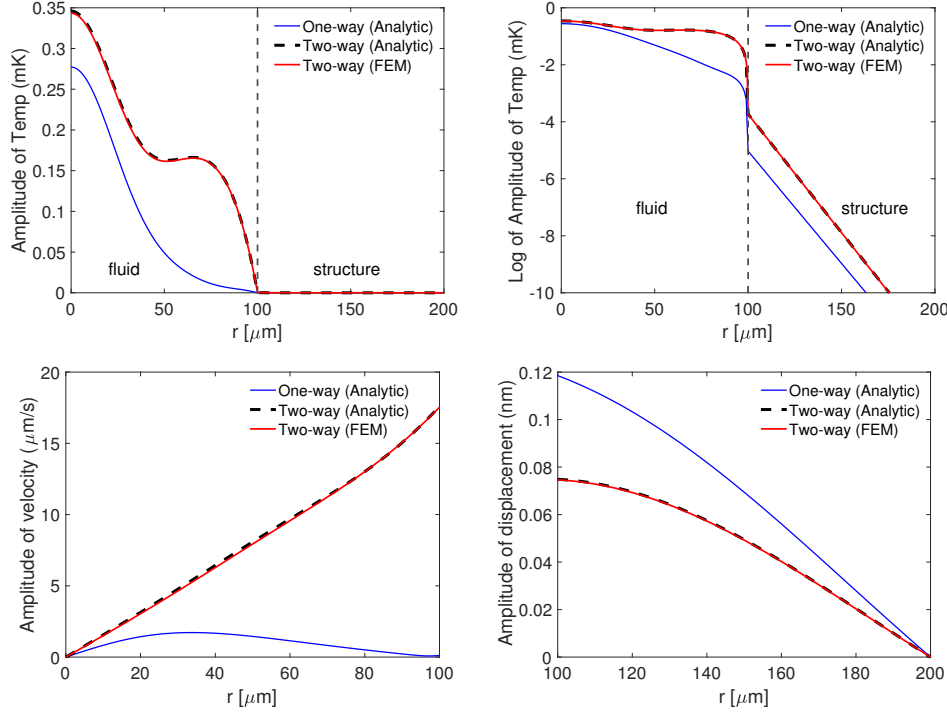 0.35
0.3
0.25
0.2
0.15
0.1
0.05
0
Amplitude of Temp (mK)
One-way (Analytic)
Two-way (Analytic)
Two-way (FEM)
fluid
structure
0 50 100 150 200
r [μm]
0
-2
-4
-6
-8
-10
Log of Amplitude of Temp (mK)
One-way (Analytic)
Two-way (Analytic)
Two-way (FEM)
fluid
structure
0 50 100 150 200
r [μm]
20
15
10
5
0
Amplitude of velocity (μm/s)
One-way (Analytic)
Two-way (Analytic)
Two-way (FEM)
0 20 40 60 80 100
r [μm]
0.12
0.1
0.08
0.06
0.04
0.02
0
Amplitude of displacement (nm)
One-way (Analytic)
Two-way (Analytic)
Two-way (FEM)
100 120 140 160 180 200
r [μm]